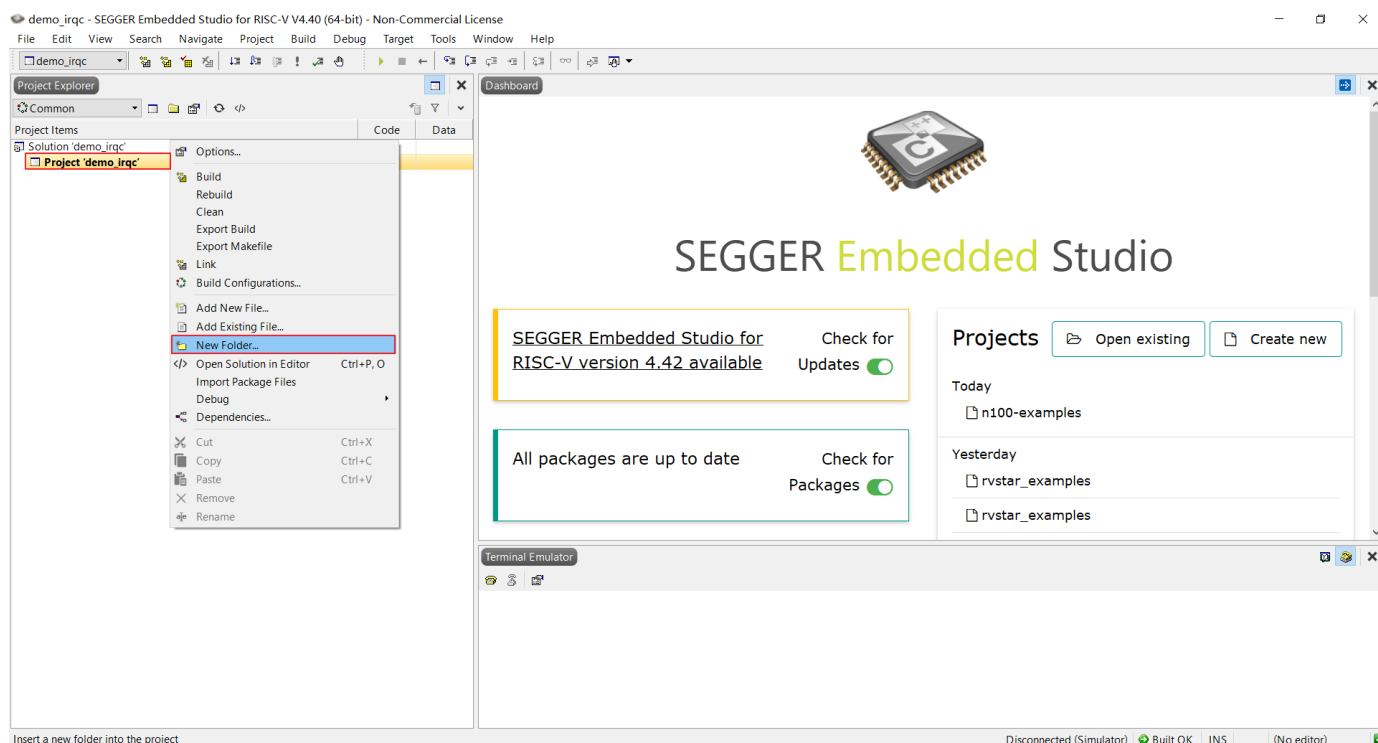 demo_irqc - SEGGER Embedded Studio for RISC-V V4.40 (64-bit) - Non-Commercial License
File Edit View Search Navigate Project Build Debug Target Tools Window Help
demo_irqc
Project Explorer
Common
Project Items Code Data
Solution 'demo_irqc'
Project 'demo_irqc'
Options...
Build
Rebuild
Clean
Export Build
Export Makefile
Link
Build Configurations...
Add New File...
Add Existing File...
New Folder...
Open Solution in Editor Ctrl+P, O
Import Package Files
Debug
Dependencies...
Cut Ctrl+X
Copy Ctrl+C
Paste Ctrl+V
Remove
Rename
Dashboard
C
SEGGER Embedded Studio
SEGGER Embedded Studio for
RISC-V version 4.42 available
Check for
Updates
All packages are up to date
Check for
Packages
Projects
Open existing
Create new
Today
n100-examples
Yesterday
rvstar_examples
rvstar_examples
Terminal Emulator
Insert a new folder into the project
Disconnected (Simulator) Built OK INS (No editor)